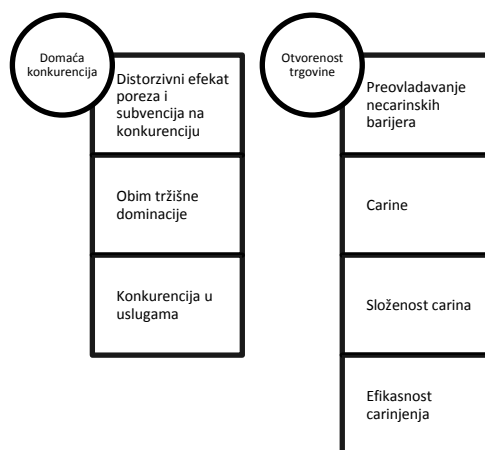 Domaća
konkurencija
Distorzivni efekat
poreza i
subvencija na
konkurenciju
Obim tržišne
dominacije
Konkurencija u
uslugama
Otvorenost
trgovine
Preovladavanje
necarinskih
barijera
Carine
Složenost carina
Efikasnost
carinjenja